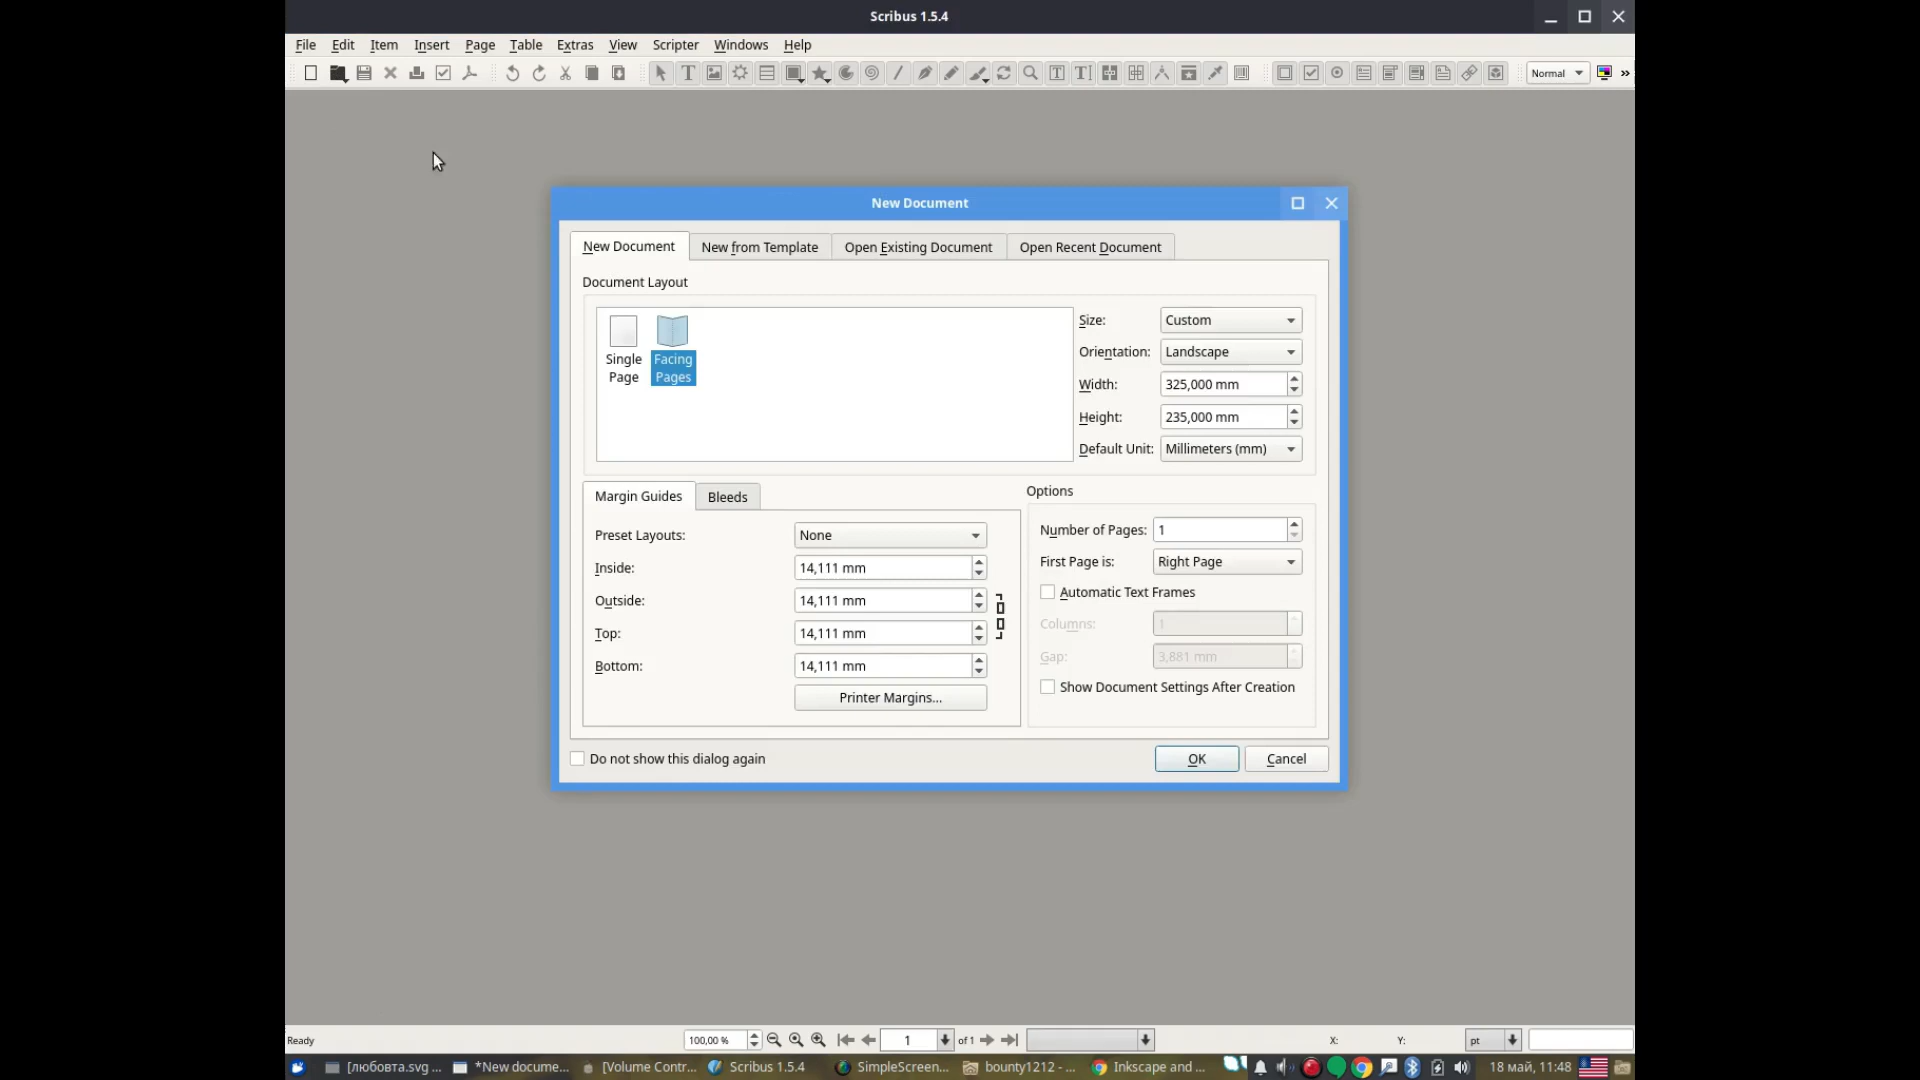 Scribus 1.5.4
File Edit Item Insert Page Table Extras View Scripter Windows Help
Normal
New Document
New Document New from Template Open Existing Document Open Recent Document
Document Layout
Single Page
Facing Pages
Size: Custom
Orientation: Landscape
Width: 325,000 mm
Height: 235,000 mm
Default Unit: Millimeters (mm)
Margin Guides Bleeds
Preset Layouts: None
Inside: 14,111 mm
Outside: 14,111 mm
Top: 14,111 mm
Bottom: 14,111 mm
Printer Margins...
Options
Number of Pages: 1
First Page is: Right Page
Automatic Text Frames
Columns: 1
Gap: 3,881 mm
Show Document Settings After Creation
Do not show this dialog again
OK Cancel
Ready 100,00 % 1 of 1 X: Y: pt
[любовта.svg ... *New docume... [Volume Contr... Scribus 1.5.4 SimpleScreen... bounty1212 - ... Inkscape and ... 18 май, 11:48